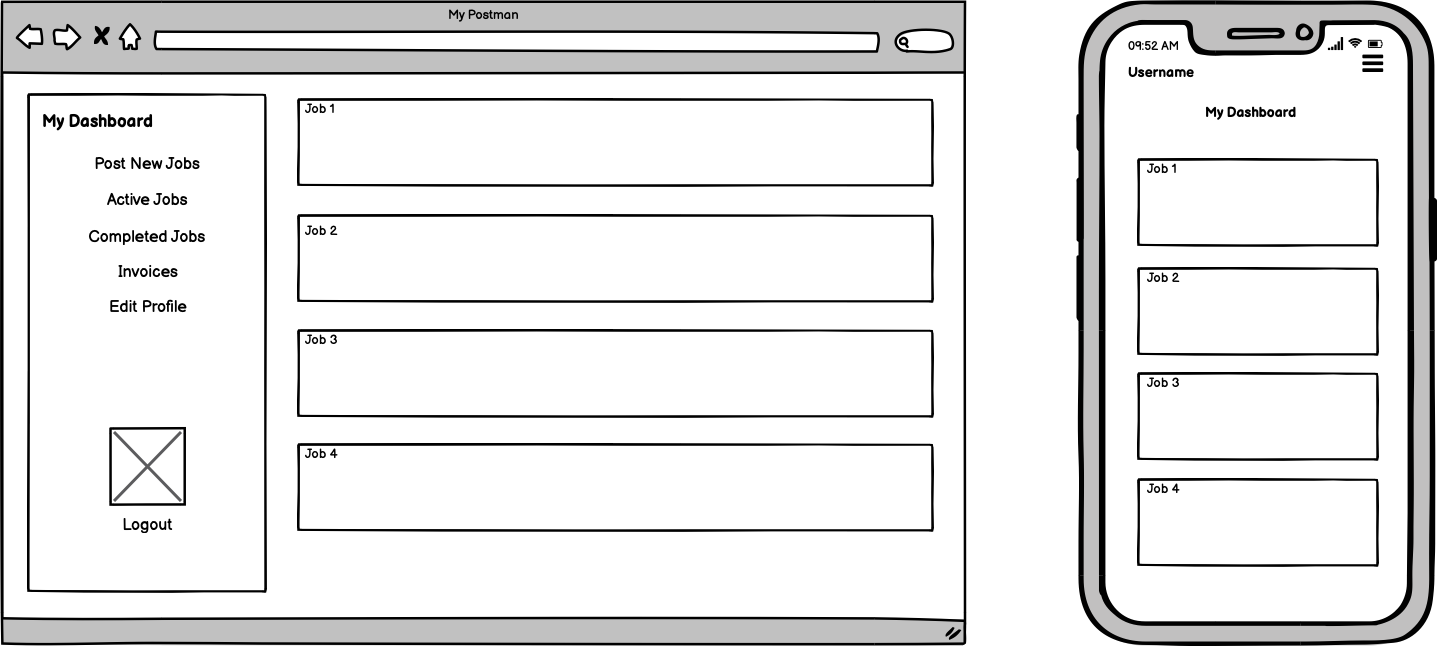 My Postman
My Dashboard
Post New Jobs
Active Jobs
Completed Jobs
Invoices
Edit Profile
Logout
Job 1
Job 2
Job 3
Job 4
09:52 AM
Username
My Dashboard
Job 1
Job 2
Job 3
Job 4